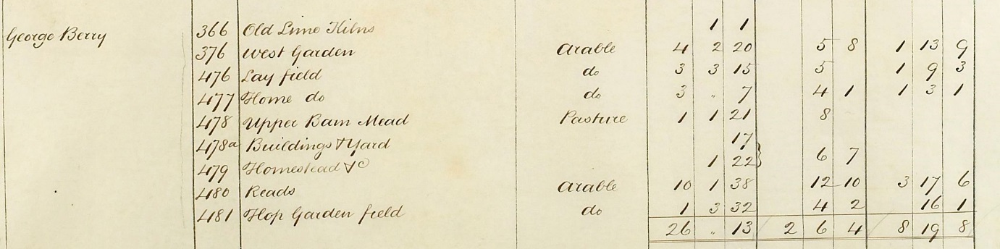 George Berry 366 Old Lime Kilns 1 1
376 West Garden Arable 4 2 20 5 8 1 13 9
476 Lay field do 3 3 15 5 1 9 3
477 Home do do 3 " 7 4 1 1 3 1
478 Upper Barn Mead Pasture 1 1 21 8
478a Buildings & Yard 17
479 Homestead &c 1 22 } 6 7
480 Reads Arable 10 1 38 12 10 3 17 6
481 Hop Garden field do 1 3 32 4 2 16 1
26 " 13 2 6 4 8 19 8